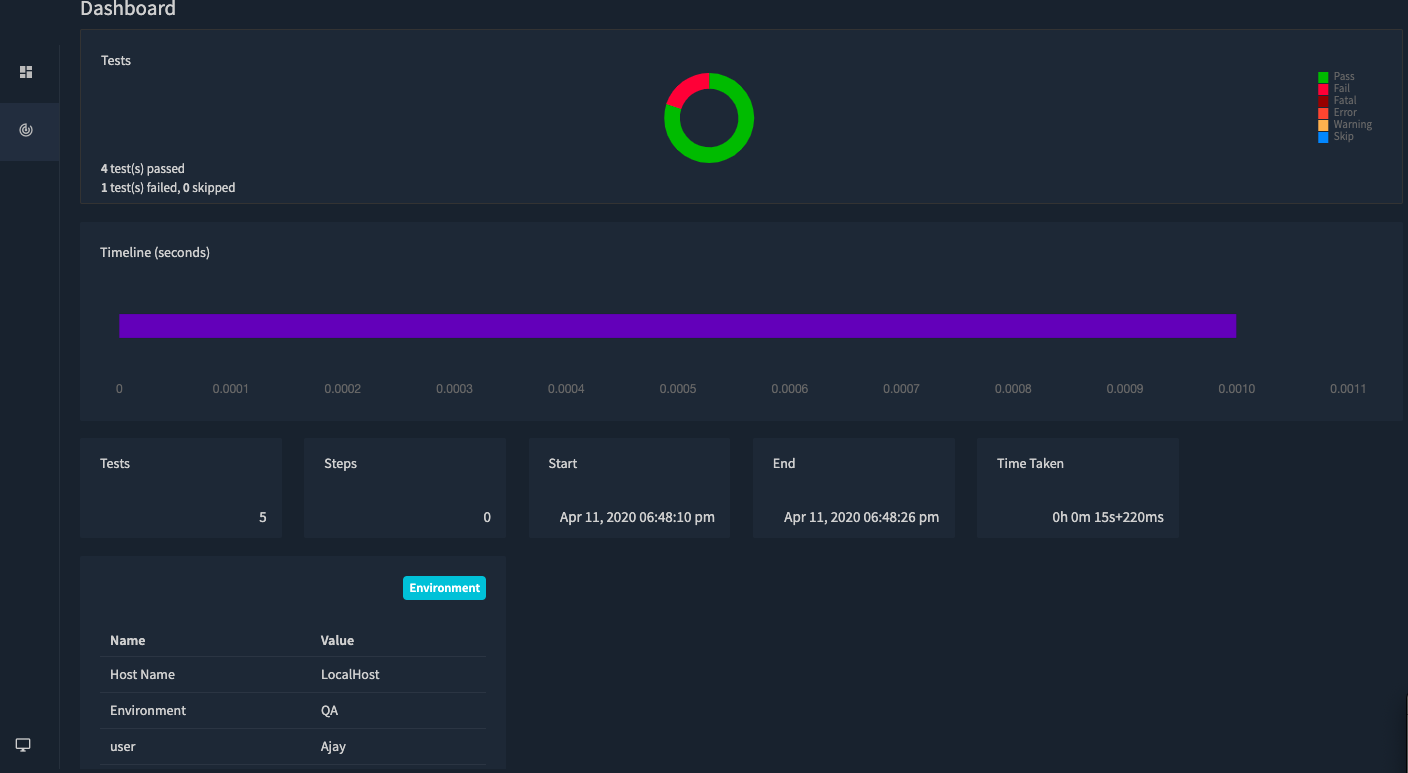 Dashboard
Tests
Pass
Fail
Fatal
Error
Warning
Skip
4 test(s) passed
1 test(s) failed, 0 skipped
Timeline (seconds)
0 0.0001 0.0002 0.0003 0.0004 0.0005 0.0006 0.0007 0.0008 0.0009 0.0010 0.0011
Tests Steps Start End Time Taken
5 0 Apr 11, 2020 06:48:10 pm Apr 11, 2020 06:48:26 pm 0h 0m 15s+220ms
Environment
Name Value
Host Name LocalHost
Environment QA
user Ajay